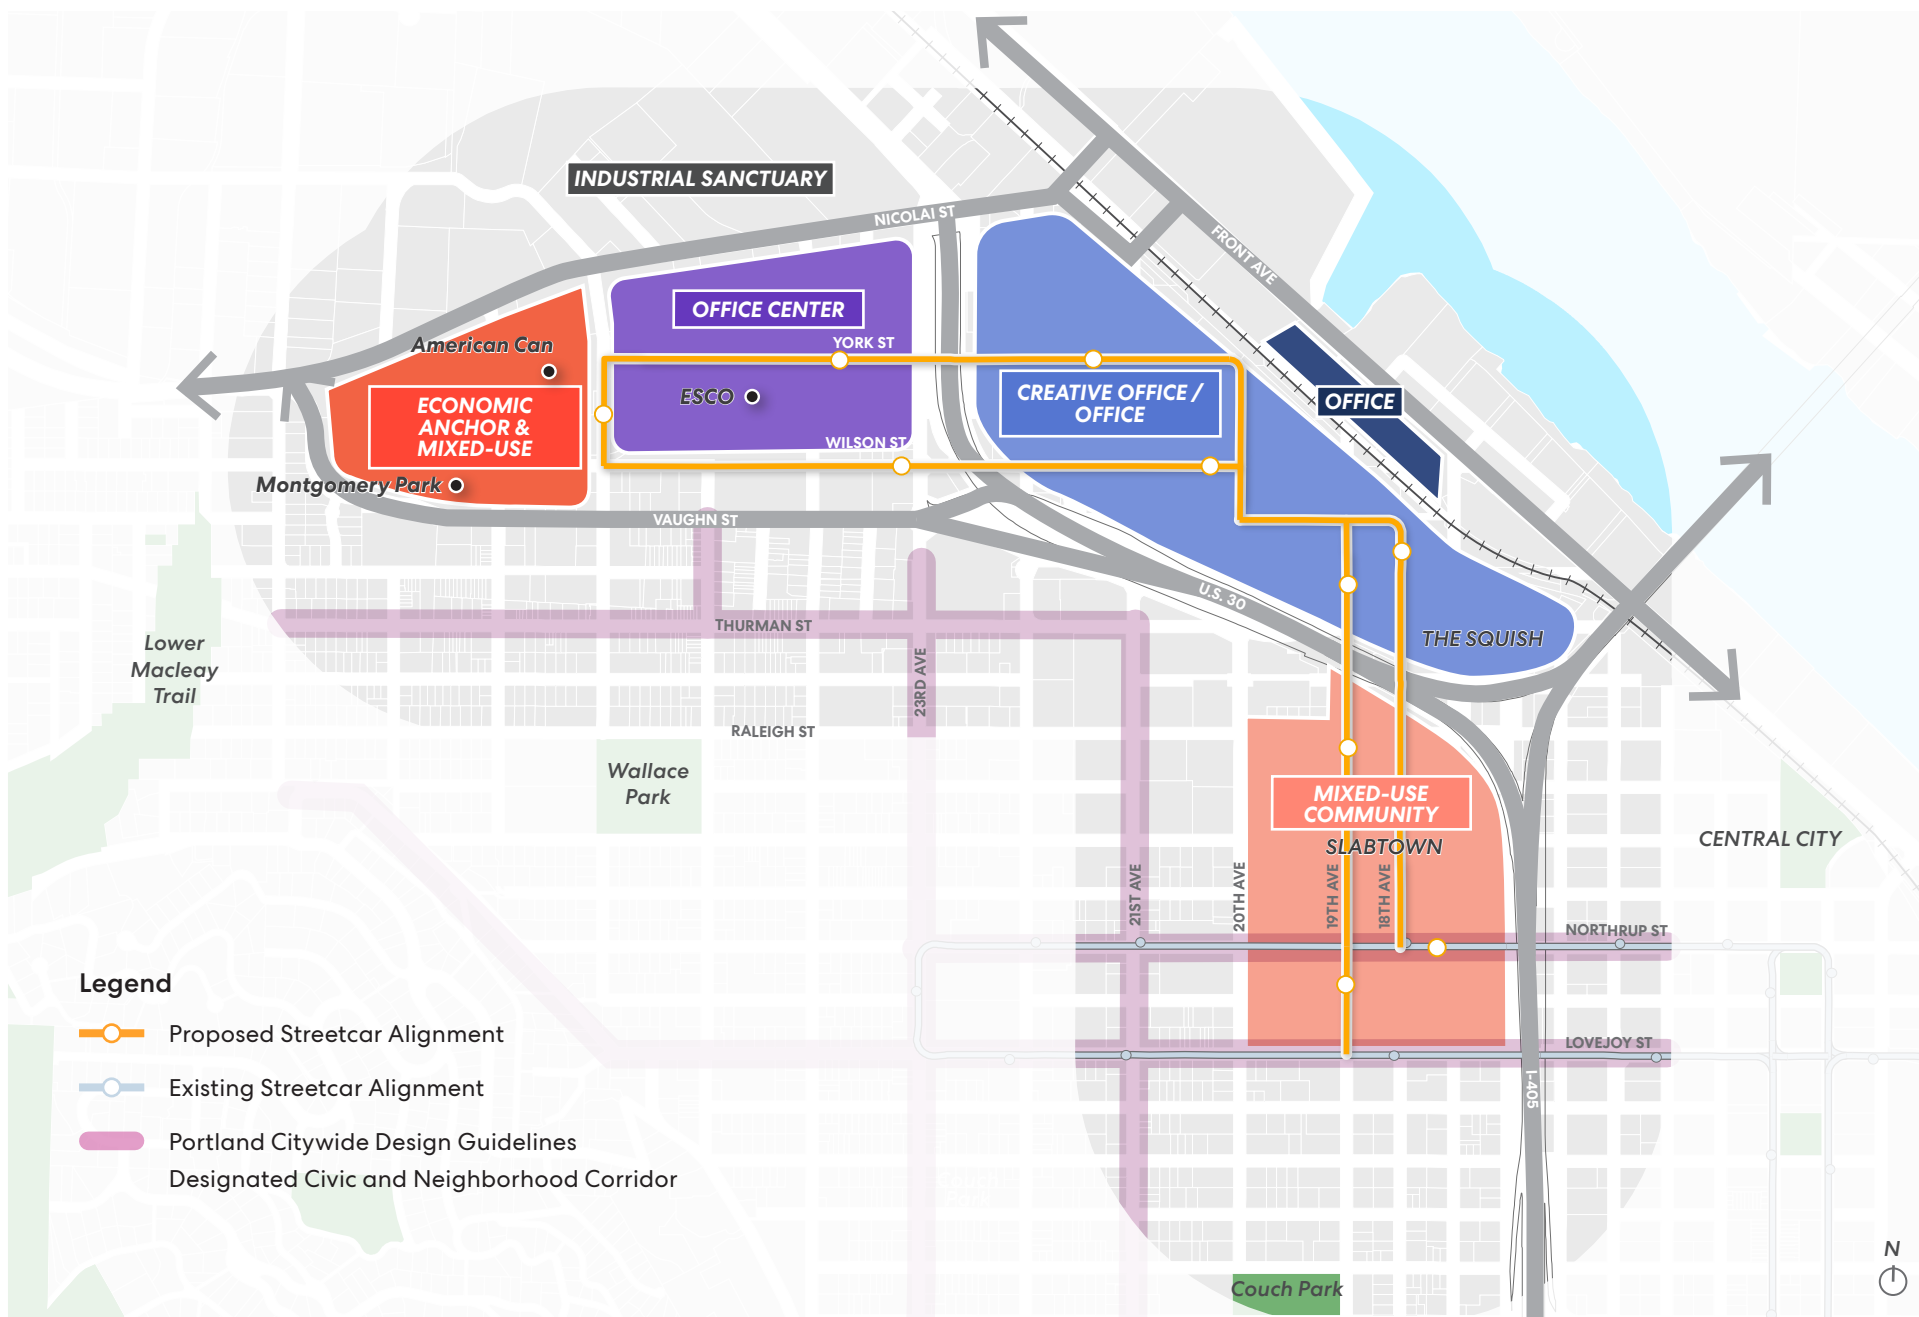 INDUSTRIAL SANCTUARY
NICOLAI ST
FRONT AVE
OFFICE CENTER
YORK ST
American Can
ESCO
ECONOMIC
ANCHOR &
MIXED-USE
CREATIVE OFFICE /
OFFICE
OFFICE
WILSON ST
Montgomery Park
VAUGHN ST
U.S. 30
THURMAN ST
THE SQUISH
Lower
Macleay
Trail
23RD AVE
RALEIGH ST
Wallace
Park
MIXED-USE
COMMUNITY
SLABTOWN
CENTRAL CITY
21ST AVE
20TH AVE
19TH AVE
18TH AVE
NORTHRUP ST
LOVEJOY ST
I-405
Legend
Proposed Streetcar Alignment
Existing Streetcar Alignment
Portland Citywide Design Guidelines
Designated Civic and Neighborhood Corridor
Couch Park
N